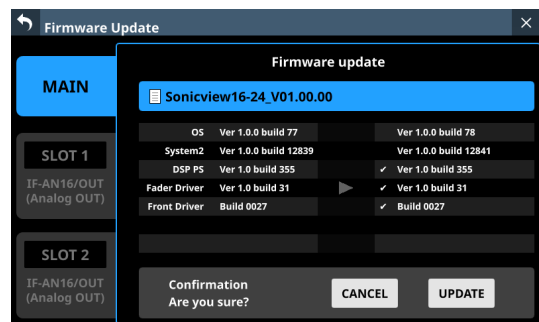 Firmware Update
MAIN
SLOT 1
IF-AN16/OUT
(Analog OUT)
SLOT 2
IF-AN16/OUT
(Analog OUT)
Firmware update
Sonicview16-24_V01.00.00
OS Ver 1.0.0 build 77 Ver 1.0.0 build 78
System2 Ver 1.0.0 build 12839 Ver 1.0.0 build 12841
DSP PS Ver 1.0 build 355 ✓ Ver 1.0 build 355
Fader Driver Ver 1.0 build 31 ✓ Ver 1.0 build 31
Front Driver Build 0027 ✓ Build 0027
Confirmation
Are you sure?
CANCEL
UPDATE